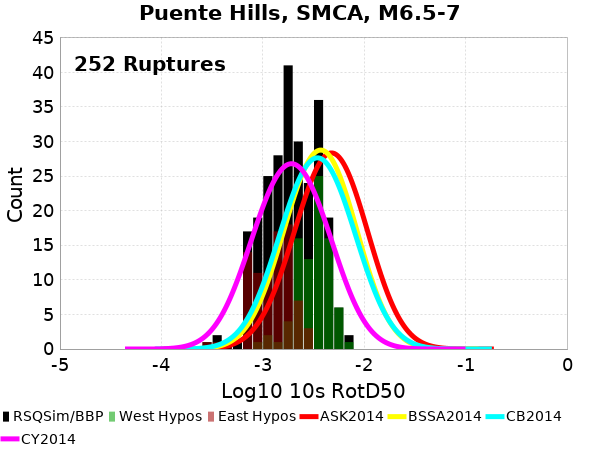 Puente Hills, SMCA, M6.5-7
252 Ruptures
45
40
35
30
25
20
15
10
5
0
Count
-5 -4 -3 -2 -1 0
Log10 10s RotD50
RSQSim/BBP West Hypos East Hypos ASK2014 BSSA2014 CB2014
CY2014